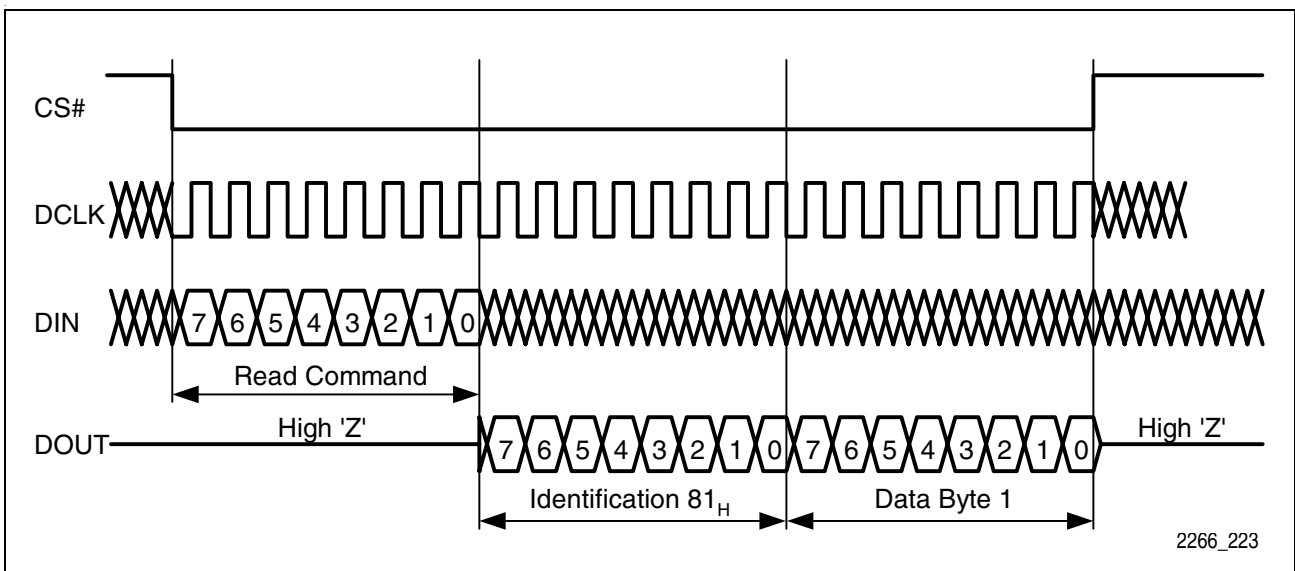 CS#
DCLK
DIN 7 6 5 4 3 2 1 0
Read Command
DOUT High 'Z' 7 6 5 4 3 2 1 0 7 6 5 4 3 2 1 0 High 'Z'
Identification 81H Data Byte 1
2266_223